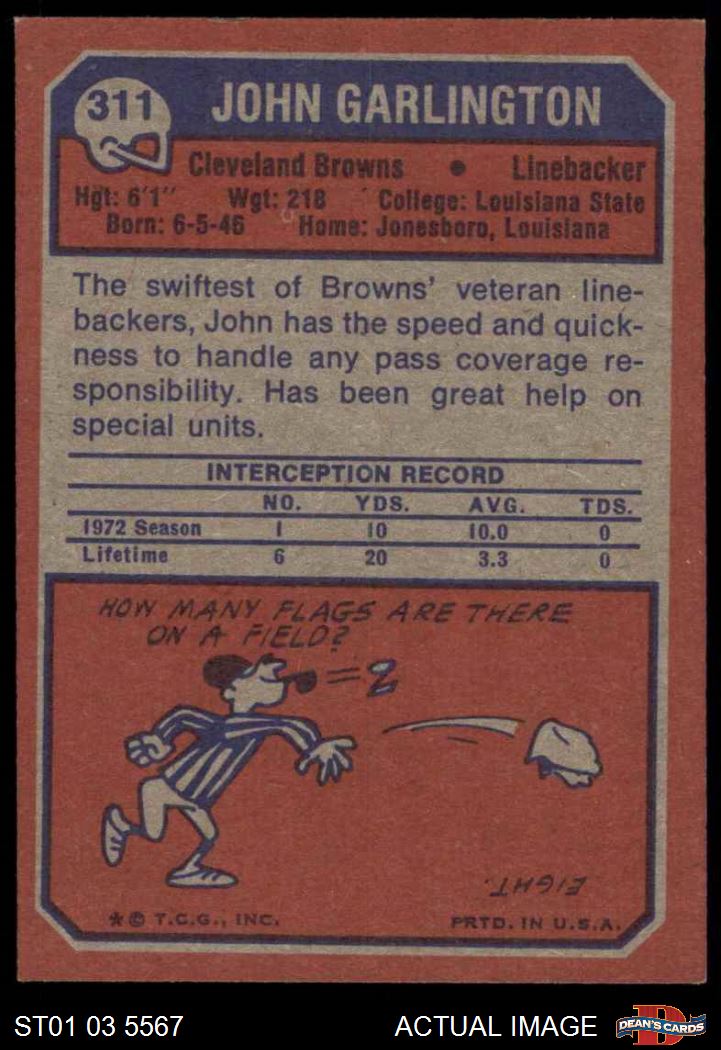 311
JOHN GARLINGTON
Cleveland Browns • Linebacker
Hgt: 6'1" Wgt: 218 College: Louisiana State
Born: 6-5-46 Home: Jonesboro, Louisiana
The swiftest of Browns' veteran line-
backers, John has the speed and quick-
ness to handle any pass coverage re-
sponsibility. Has been great help on
special units.
INTERCEPTION RECORD
NO. YDS. AVG. TDS.
1972 Season 1 10 10.0 0
Lifetime 6 20 3.3 0
HOW MANY FLAGS ARE THERE
ON A FIELD?
EIGHT.
* © T.C.G., INC. PRTD. IN U.S.A.
ST01 03 5567 ACTUAL IMAGE
D
DEAN'S CARDS